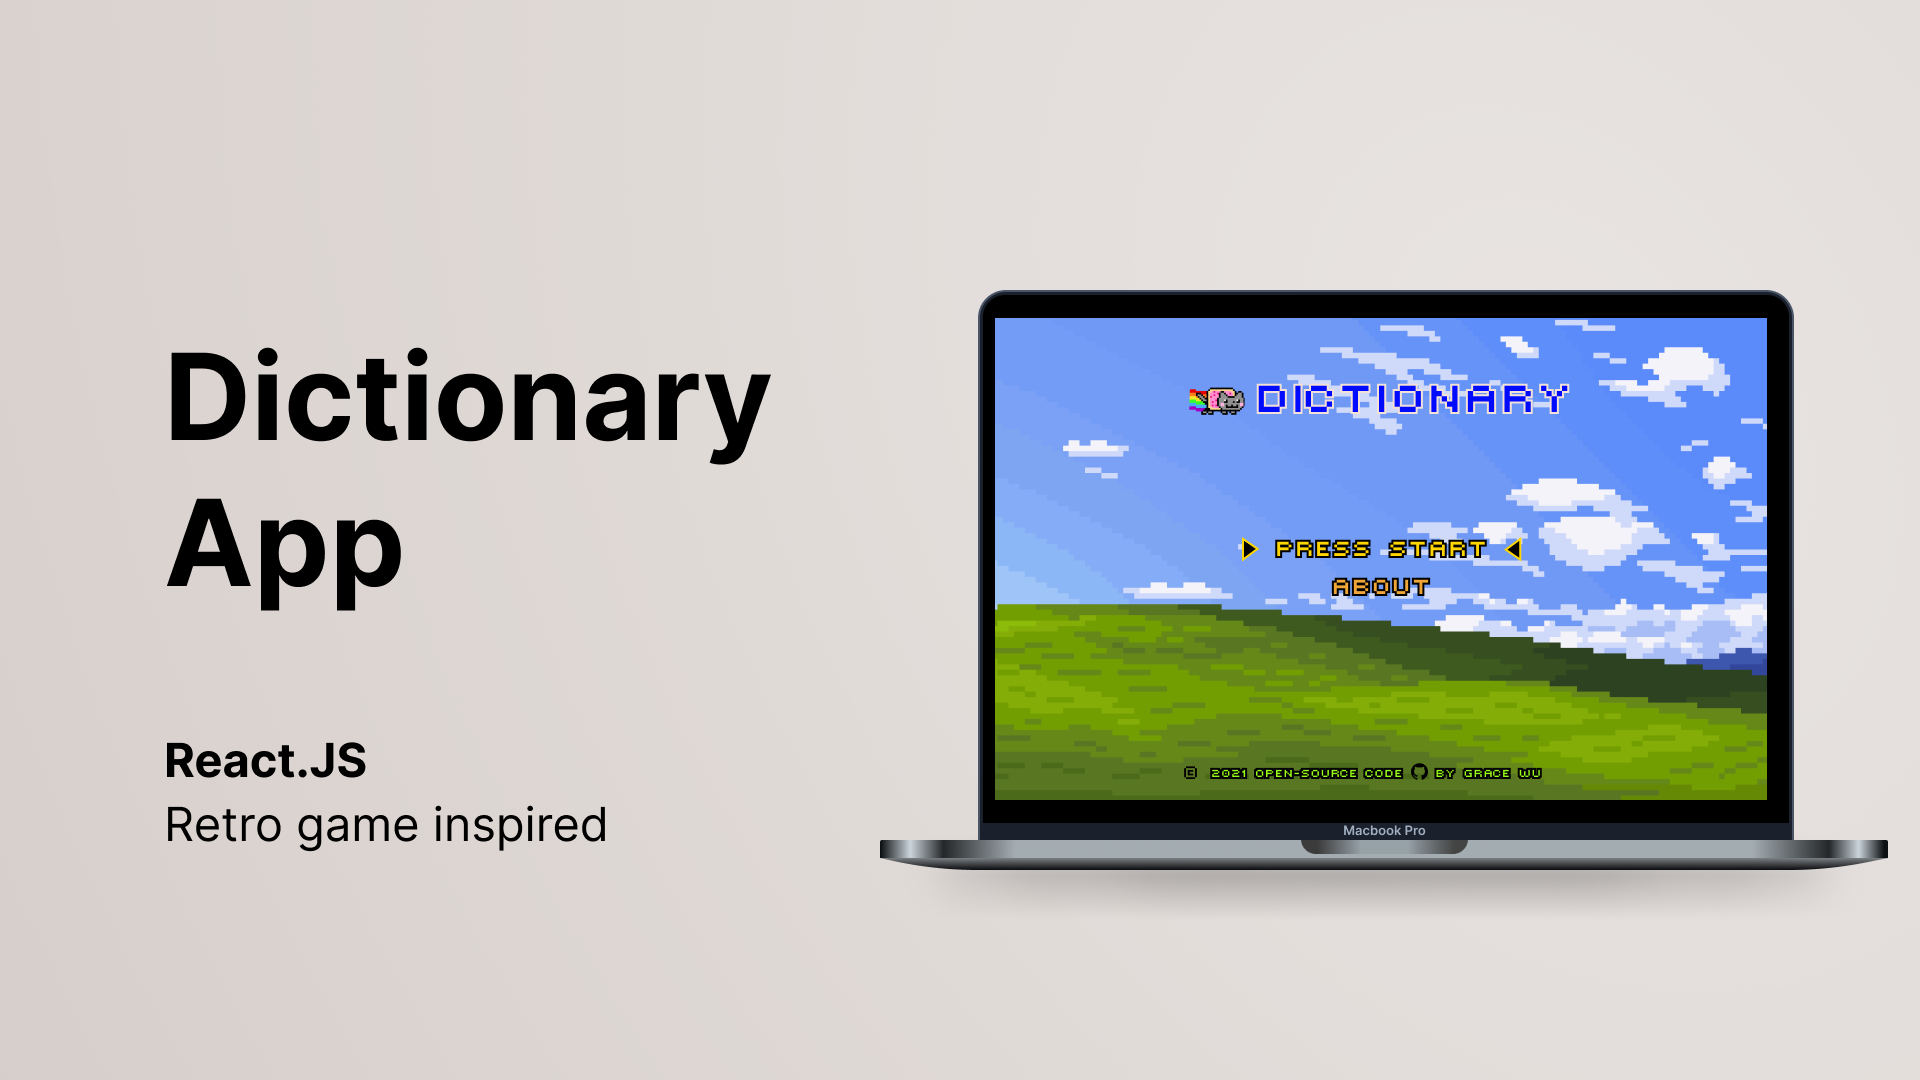 Dictionary
App
React.JS
Retro game inspired
DICTIONARY
PRESS START
ABOUT
© 2021 OPEN-SOURCE CODE BY GRACE WU
Macbook Pro